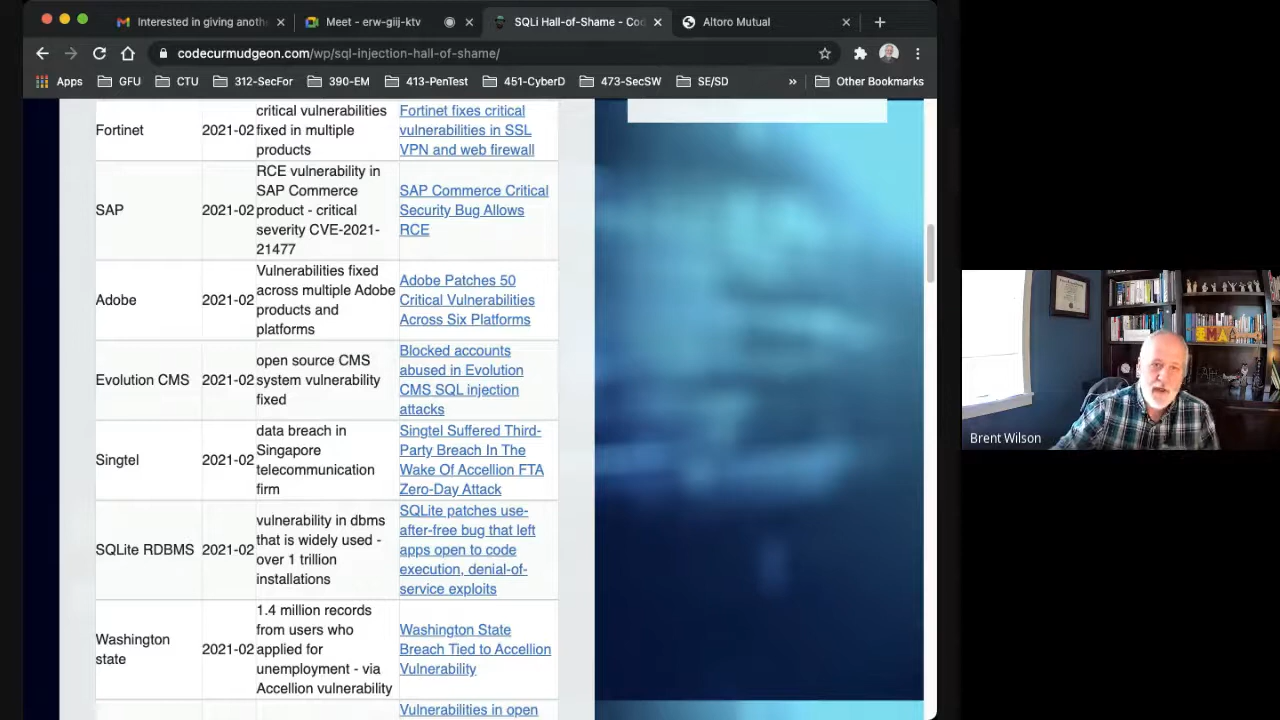 Interested in giving anoth
Meet - erw-giij-ktv
SQLi Hall-of-Shame - Co
Altoro Mutual
codecurmudgeon.com/wp/sql-injection-hall-of-shame/
Apps
GFU
CTU
312-SecFor
390-EM
413-PenTest
451-CyberD
473-SecSW
SE/SD
»
Other Bookmarks
Fortinet
2021-02
critical vulnerabilities
fixed in multiple
products
Fortinet fixes critical
vulnerabilities in SSL
VPN and web firewall
SAP
2021-02
RCE vulnerability in
SAP Commerce
product - critical
severity CVE-2021-
21477
SAP Commerce Critical
Security Bug Allows
RCE
Adobe
2021-02
Vulnerabilities fixed
across multiple Adobe
products and
platforms
Adobe Patches 50
Critical Vulnerabilities
Across Six Platforms
Evolution CMS
2021-02
open source CMS
system vulnerability
fixed
Blocked accounts
abused in Evolution
CMS SQL injection
attacks
Singtel
2021-02
data breach in
Singapore
telecommunication
firm
Singtel Suffered Third-
Party Breach In The
Wake Of Accellion FTA
Zero-Day Attack
SQLite RDBMS
2021-02
vulnerability in dbms
that is widely used -
over 1 trillion
installations
SQLite patches use-
after-free bug that left
apps open to code
execution, denial-of-
service exploits
Washington
state
2021-02
1.4 million records
from users who
applied for
unemployment - via
Accellion vulnerability
Washington State
Breach Tied to Accellion
Vulnerability
Vulnerabilities in open
Brent Wilson